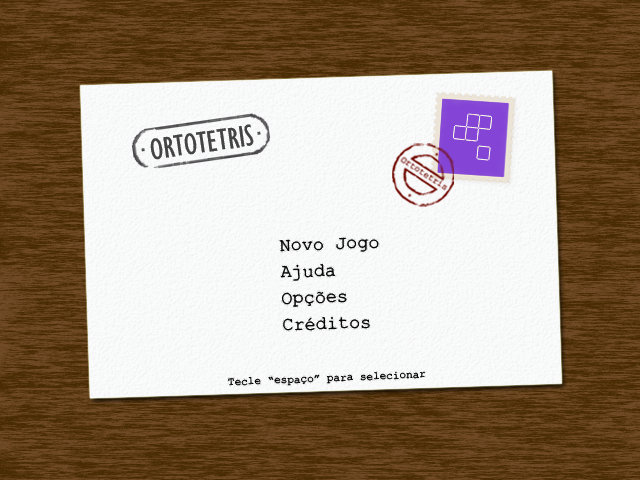 ORTOTETRIS
Ortotetris
Novo Jogo
Ajuda
Opções
Créditos
Tecle “espaço” para selecionar